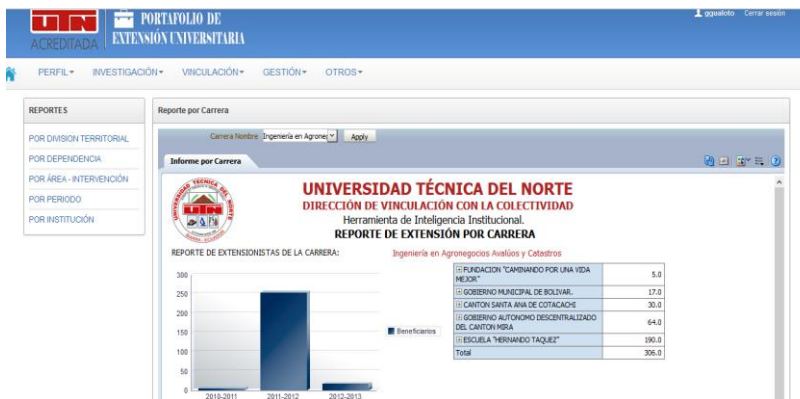 UTN
ACREDITADA
PORTAFOLIO DE
EXTENSIÓN UNIVERSITARIA
ggualoto Cerrar sesión
PERFIL INVESTIGACIÓN VINCULACIÓN GESTIÓN OTROS
REPORTES
POR DIVISION TERRITORIAL
POR DEPENDENCIA
POR ÁREA - INTERVENCIÓN
POR PERIODO
POR INSTITUCIÓN
Reporte por Carrera
Carrera Nombre Ingeniería en Agrone Apply
Informe por Carrera
UNIVERSIDAD TÉCNICA DEL NORTE
DIRECCIÓN DE VINCULACIÓN CON LA COLECTIVIDAD
Herramienta de Inteligencia Institucional.
REPORTE DE EXTENSIÓN POR CARRERA
REPORTE DE EXTENSIONISTAS DE LA CARRERA: Ingeniería en Agronegocios Avalúos y Catastros
300
250
200
150
100
50
0
2010-2011 2011-2012 2012-2013
Beneficiarios
FUNDACION "CAMINANDO POR UNA VIDA
MEJOR" 5.0
GOBIERNO MUNICIPAL DE BOLIVAR. 17.0
CANTON SANTA ANA DE COTACACHI 30.0
GOBIERNO AUTONOMO DESCENTRALIZADO
DEL CANTON MIRA 64.0
ESCUELA "HERNANDO TAQUEZ" 190.0
Total 306.0